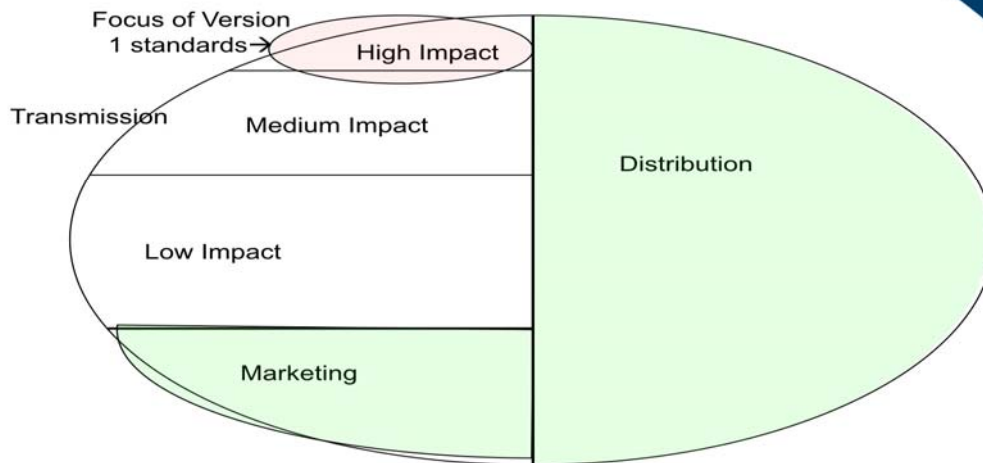 Focus of Version
1 standards
High Impact
Transmission
Medium Impact
Distribution
Low Impact
Marketing